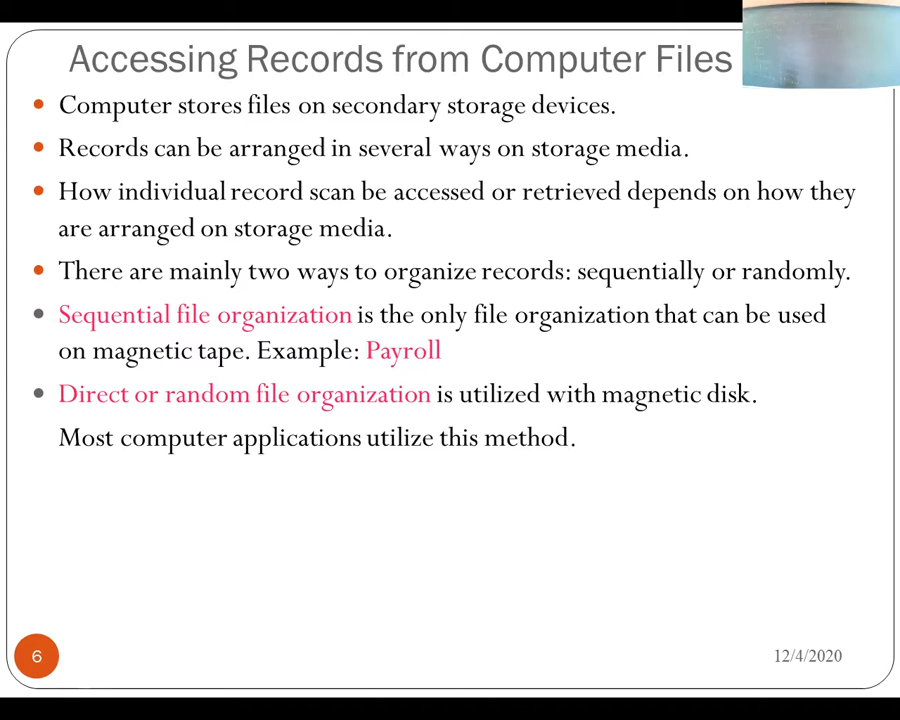 Accessing Records from Computer Files
• Computer stores files on secondary storage devices.
• Records can be arranged in several ways on storage media.
• How individual record scan be accessed or retrieved depends on how they
are arranged on storage media.
• There are mainly two ways to organize records: sequentially or randomly.
• Sequential file organization is the only file organization that can be used
on magnetic tape. Example: Payroll
• Direct or random file organization is utilized with magnetic disk.
Most computer applications utilize this method.
6
12/4/2020